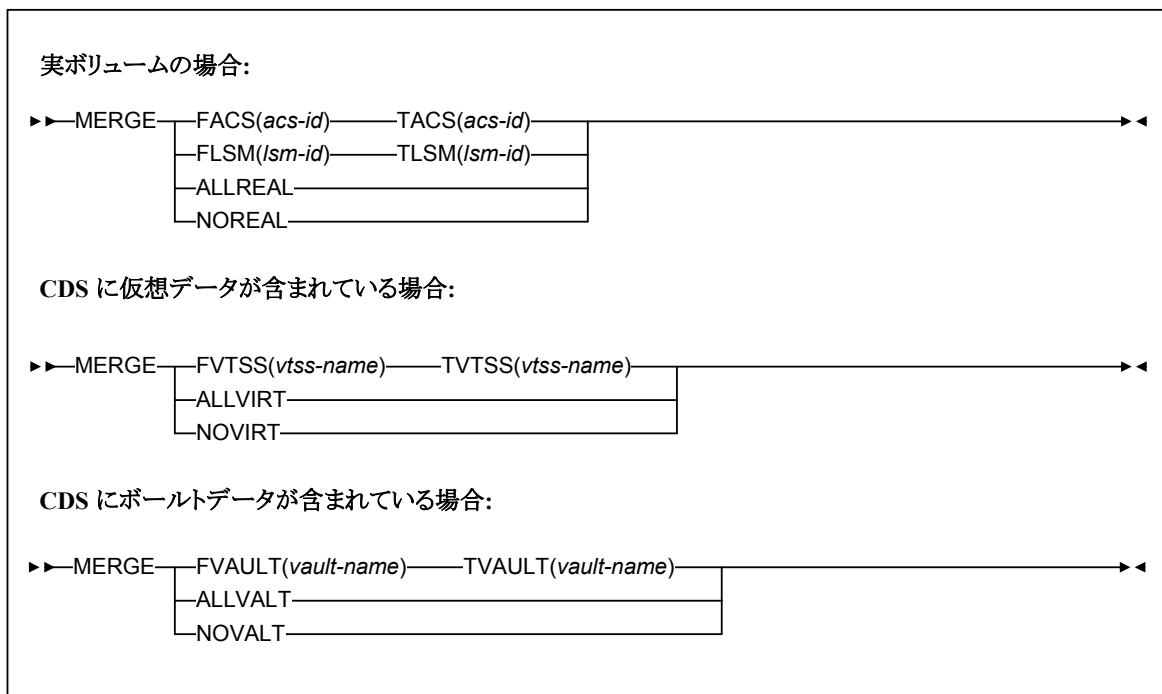 実ボリュームの場合:
MERGE FACS(acs-id) TACS(acs-id)
FLSM(lsm-id) TLSM(lsm-id)
ALLREAL
NOREAL
CDS に仮想データが含まれている場合:
MERGE FVTSS(vtss-name) TVTSS(vtss-name)
ALLVIRT
NOVIRT
CDS にボールトデータが含まれている場合:
MERGE FVAULT(vault-name) TVAULT(vault-name)
ALLVALT
NOVALT